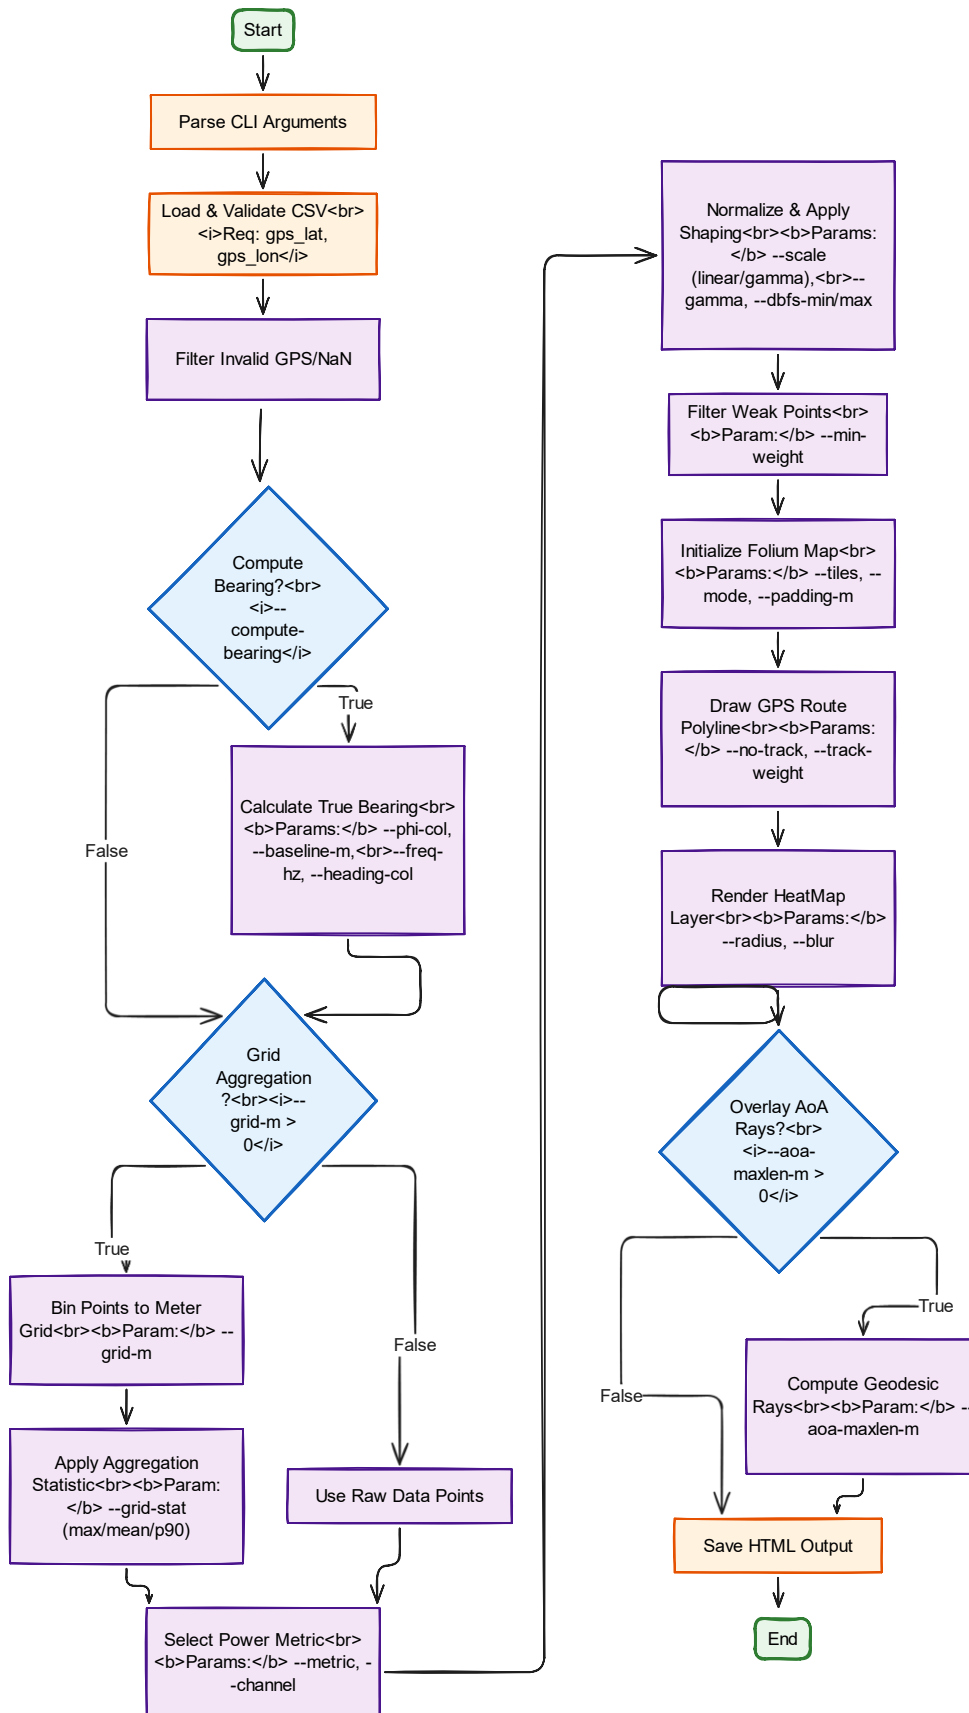 Start
Parse CLI Arguments
Load & Validate CSV<br>
<i>Req: gps_lat,
gps_lon</i>
Filter Invalid GPS/NaN
Compute
Bearing?<br>
<i>--
compute-
bearing</i>
True
False
Calculate True Bearing<br>
<b>Params:</b> --phi-col,
--baseline-m,<br>--freq-
hz, --heading-col
Grid
Aggregation
?<br><i>--
grid-m >
0</i>
True
False
Bin Points to Meter
Grid<br><b>Param:</b> --
grid-m
Apply Aggregation
Statistic<br><b>Param:
</b> --grid-stat
(max/mean/p90)
Use Raw Data Points
Select Power Metric<br>
<b>Params:</b> --metric, -
-channel
Normalize & Apply
Shaping<br><b>Params:
</b> --scale
(linear/gamma),<br>--
gamma, --dbfs-min/max
Filter Weak Points<br>
<b>Param:</b> --min-
weight
Initialize Folium Map<br>
<b>Params:</b> --tiles, --
mode, --padding-m
Draw GPS Route
Polyline<br><b>Params:
</b> --no-track, --track-
weight
Render HeatMap
Layer<br><b>Params:</b>
--radius, --blur
Overlay AoA
Rays?<br>
<i>--aoa-
maxlen-m >
0</i>
True
False
Compute Geodesic
Rays<br><b>Param:</b> --
aoa-maxlen-m
Save HTML Output
End